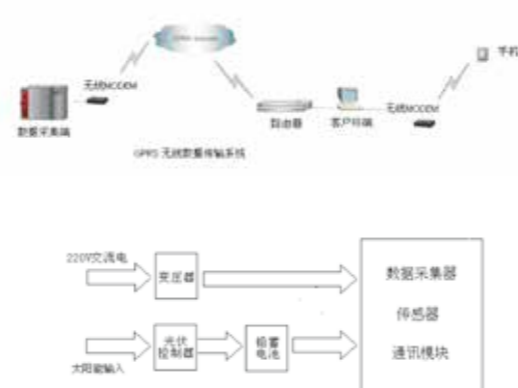 手机
无线MODEM
数据采集端
路由器
客户终端
无线MODEM
GPRS 无线数据传输系统
220V交流电
变压器
数据采集器
传感器
通讯模块
光伏
控制器
铅蓄
电池
太阳能输入